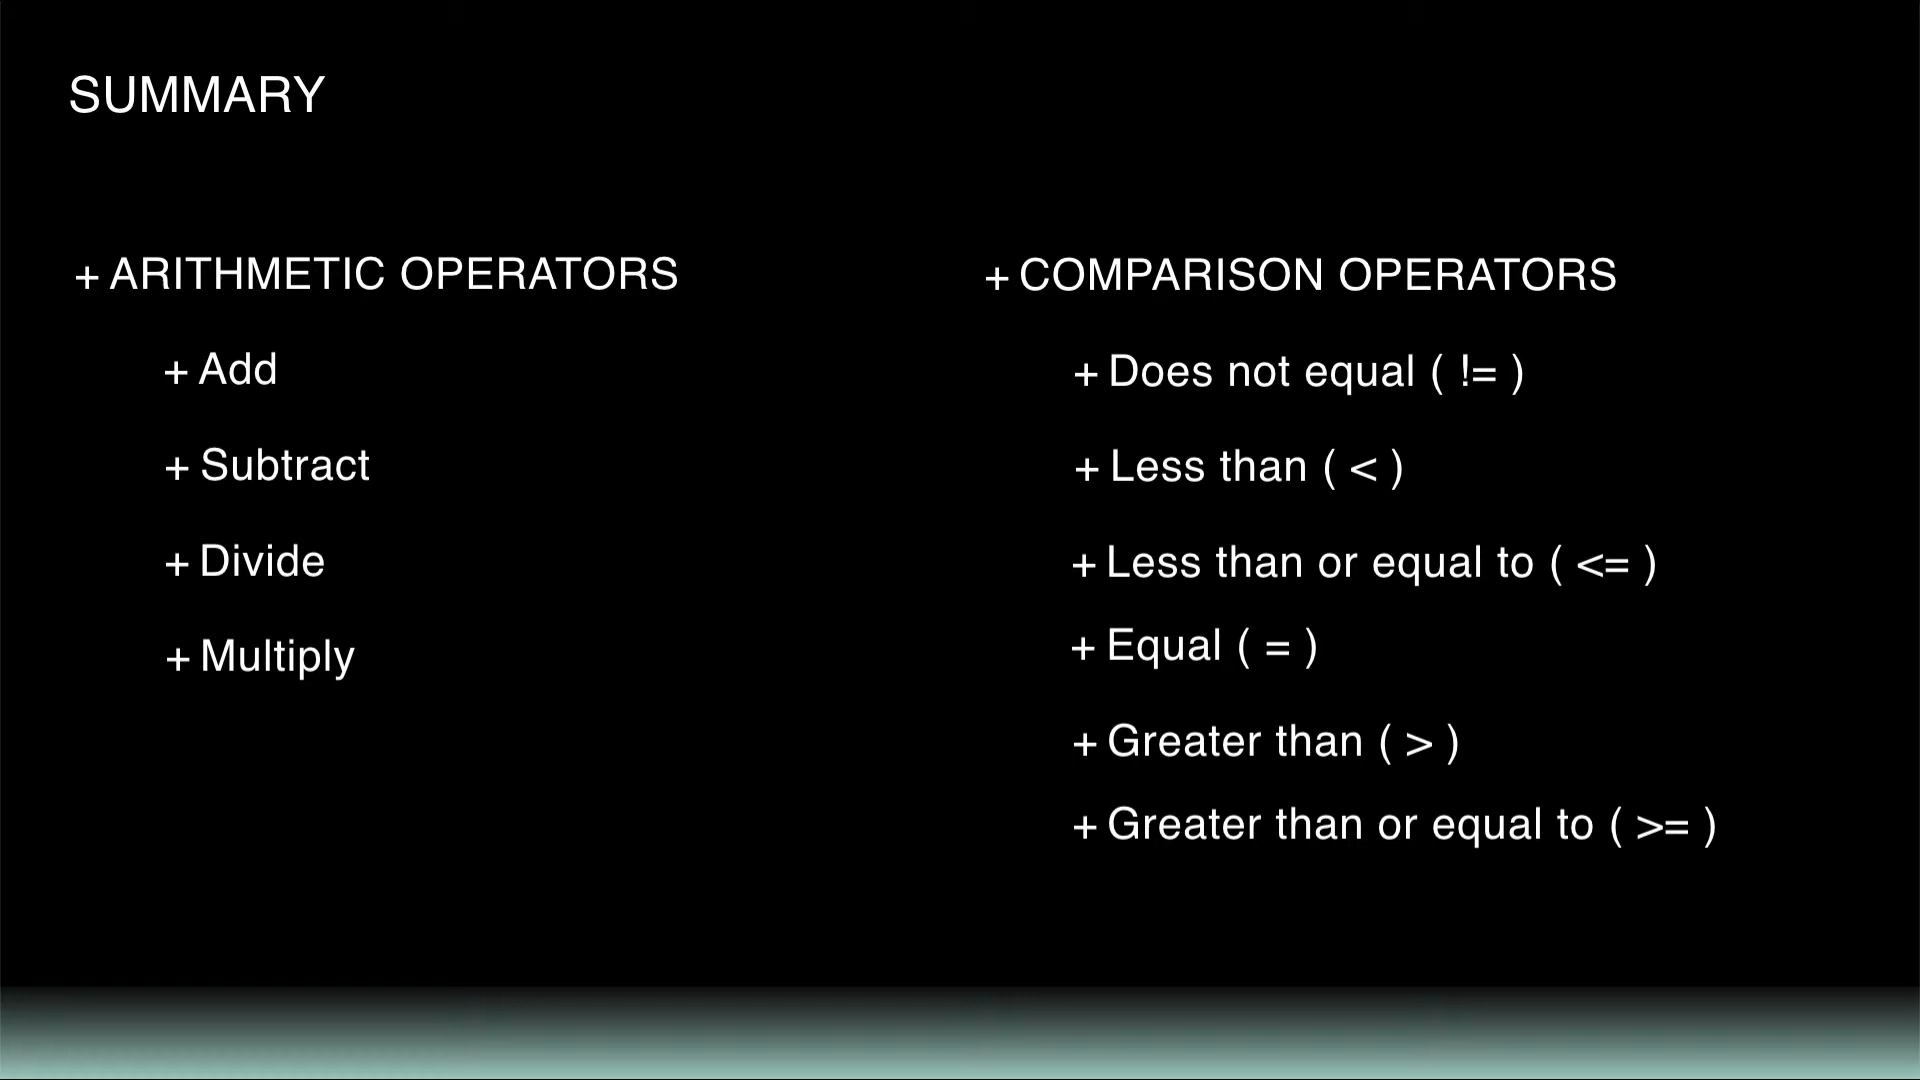 SUMMARY
+ ARITHMETIC OPERATORS
+ Add
+ Subtract
+ Divide
+ Multiply
+ COMPARISON OPERATORS
+ Does not equal ( != )
+ Less than ( < )
+ Less than or equal to ( <= )
+ Equal ( = )
+ Greater than ( > )
+ Greater than or equal to ( >= )